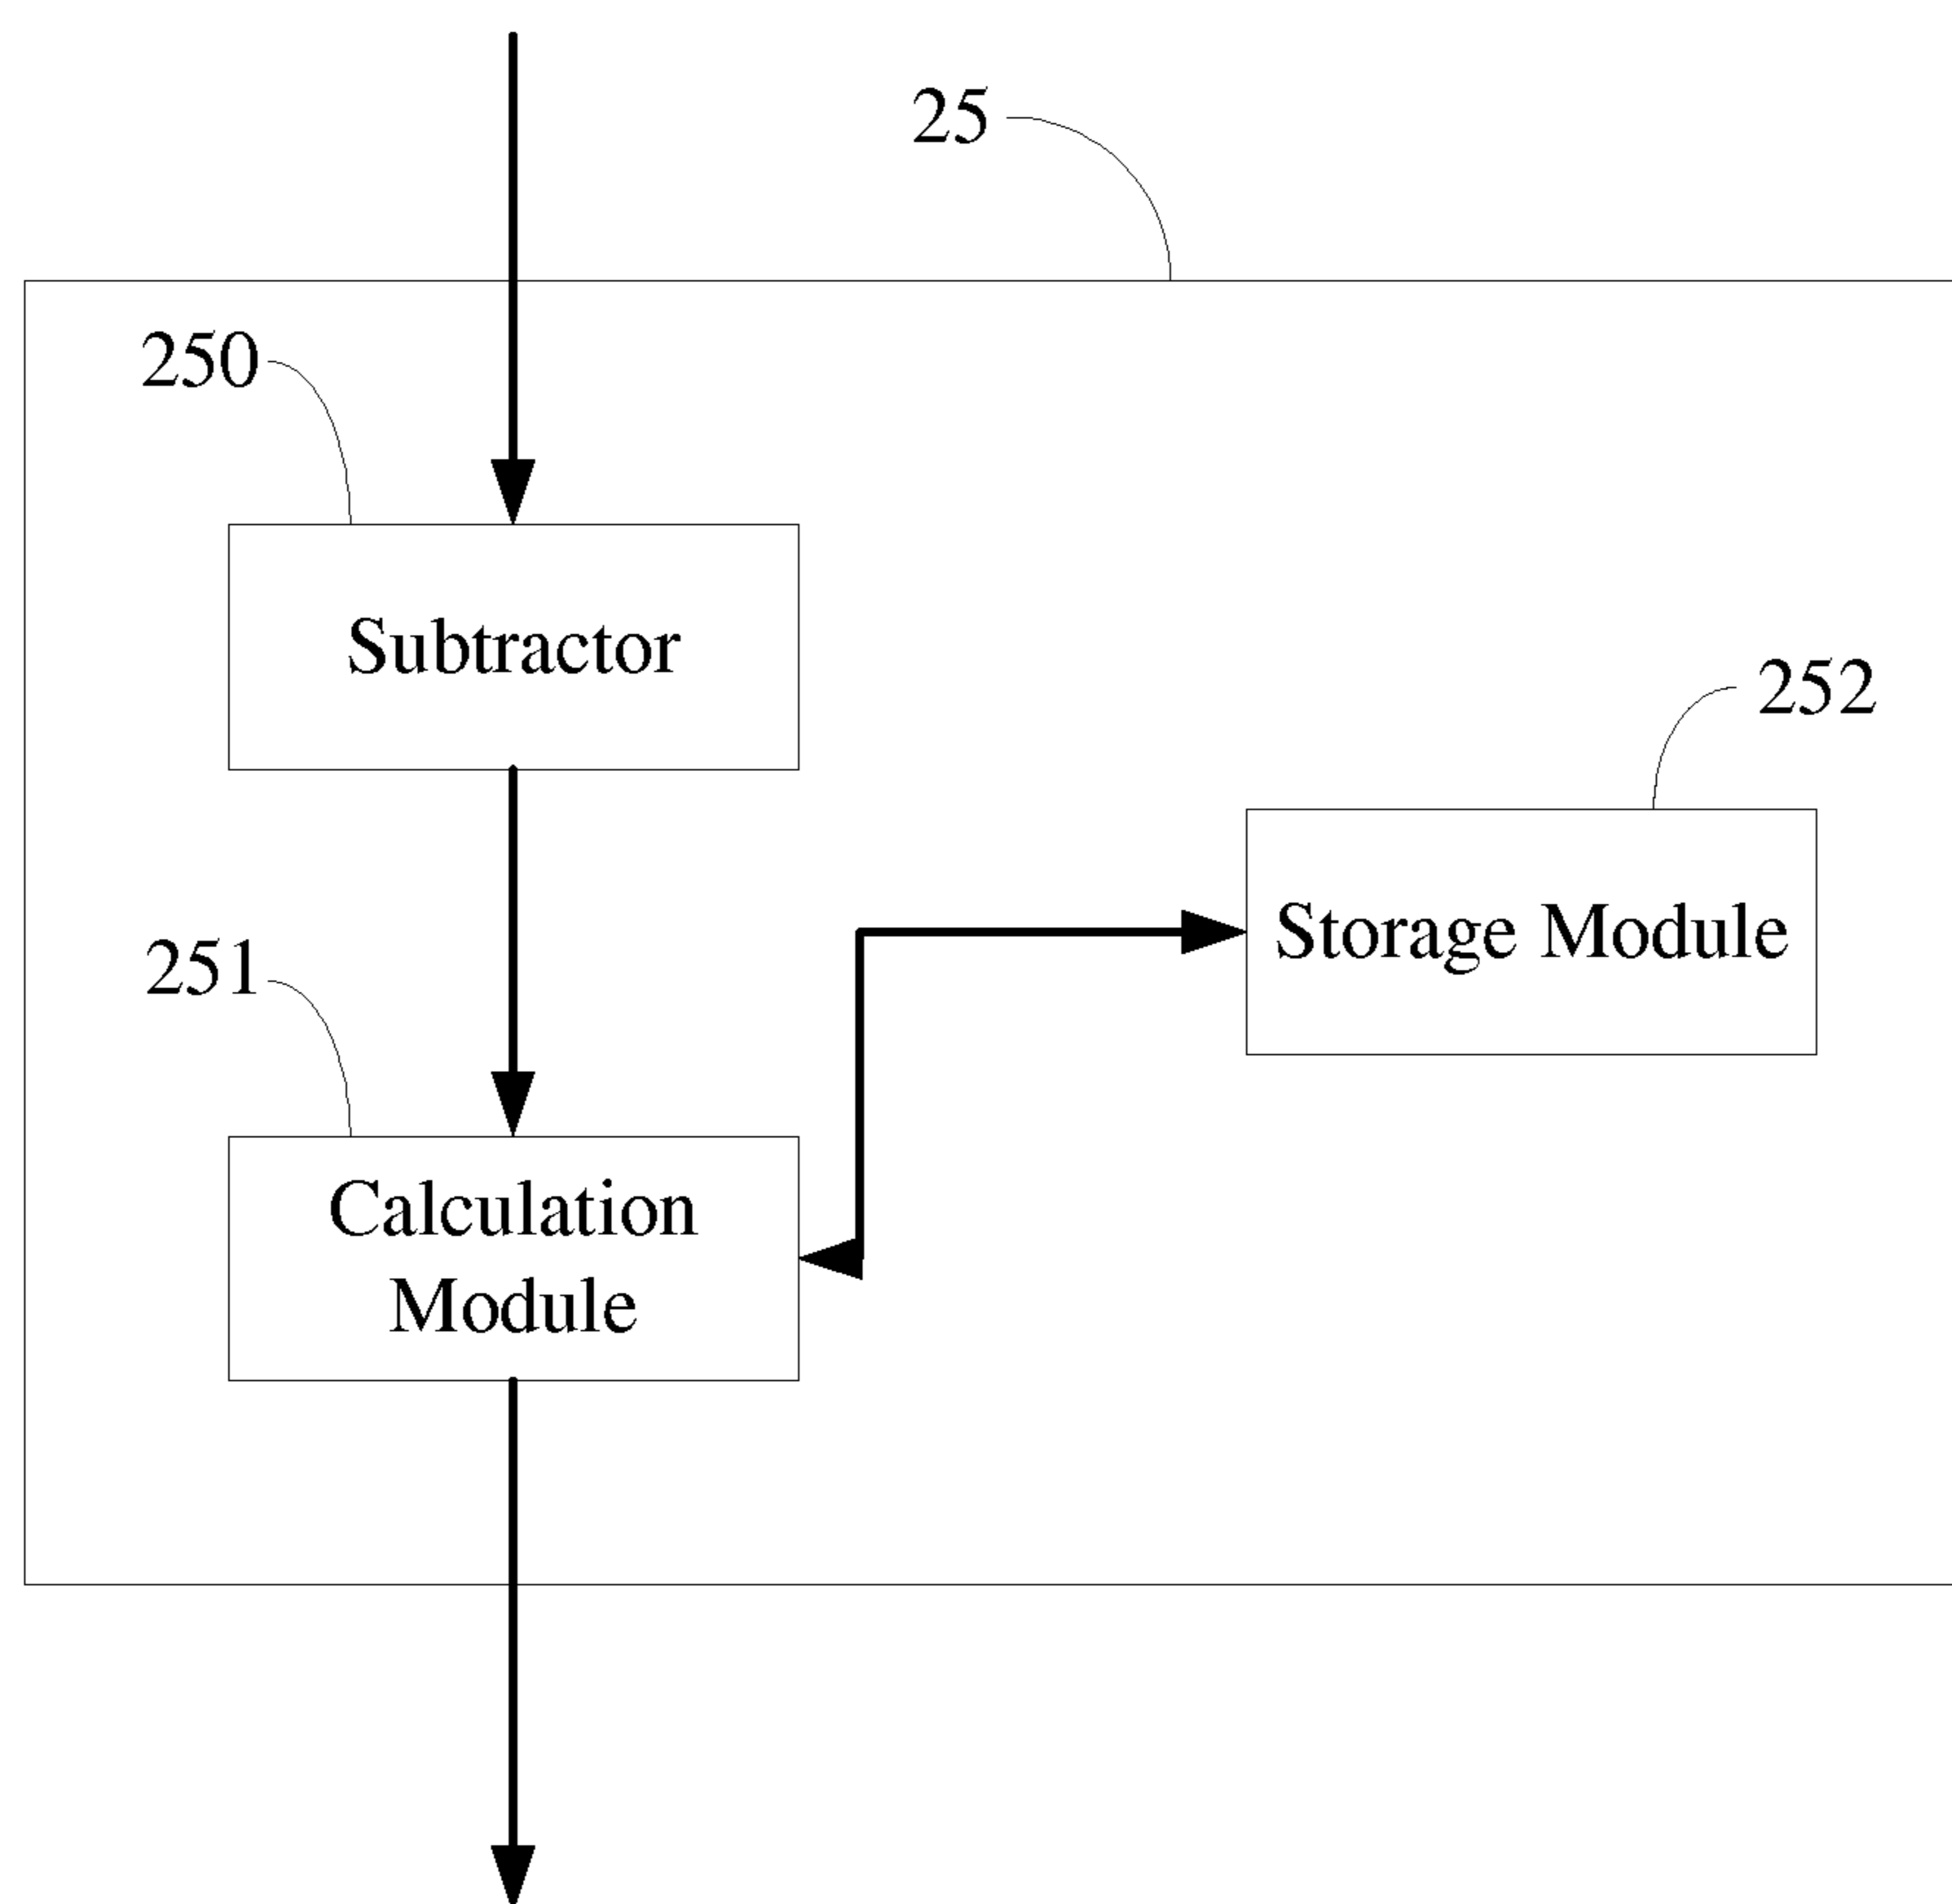 25
250
Subtractor
252
Storage Module
251
Calculation
Module